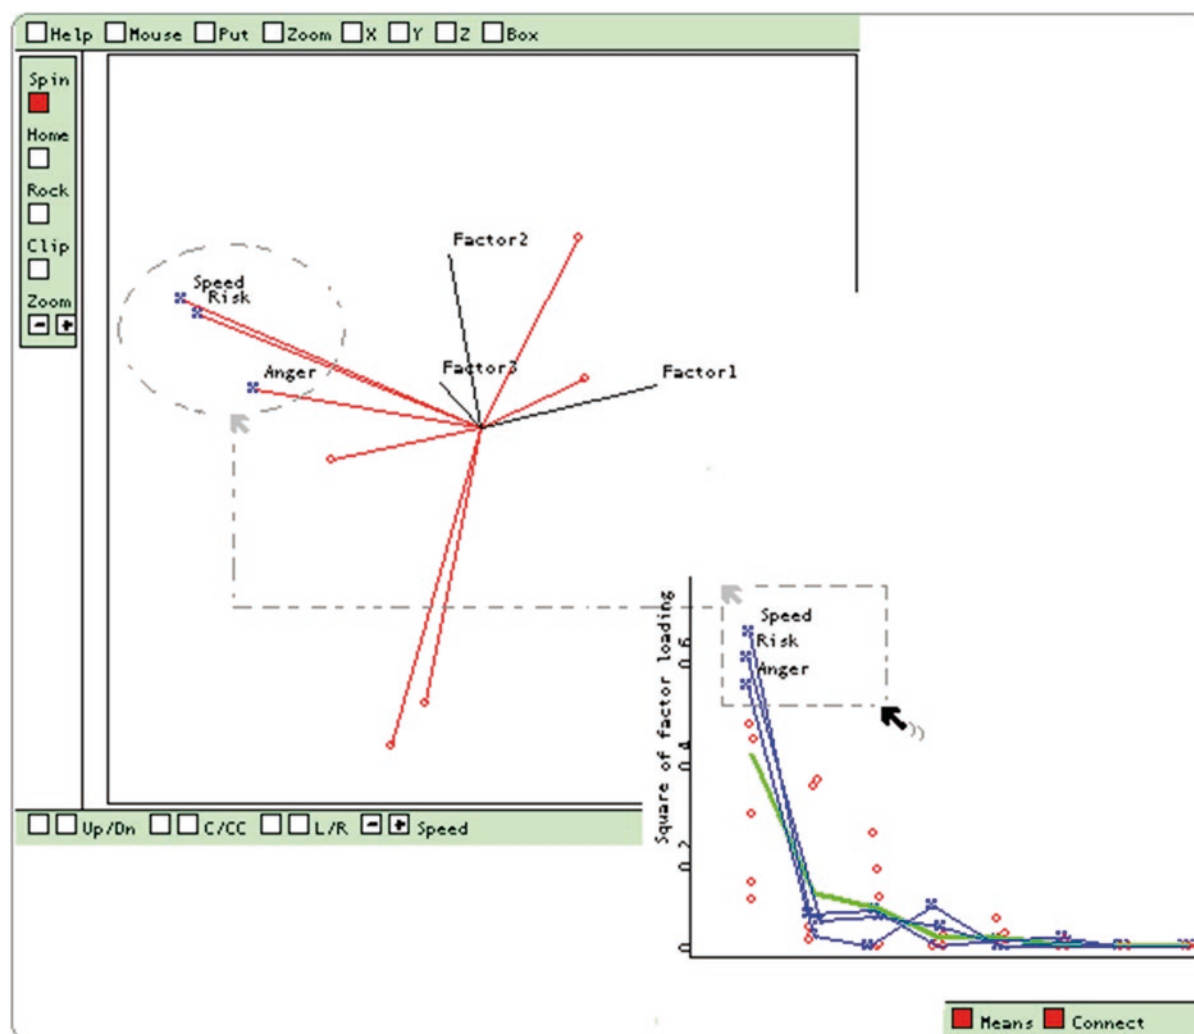 Help Mouse Put Zoom X Y Z Box
Spin
Home
Rock
Clip
Zoom
- +
Factor2
Speed
Risk
Factor3
Anger
Factor1
Up/Dn C/CC L/R - + Speed
Square of factor loading
0.6
0.4
0.2
0
Speed
Risk
Anger
Means Connect